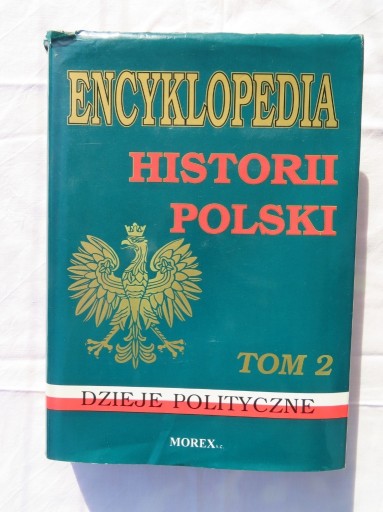 ENCYKLOPEDIA
HISTORII
POLSKI
TOM 2
DZIEJE POLITYCZNE
MOREX s.c.